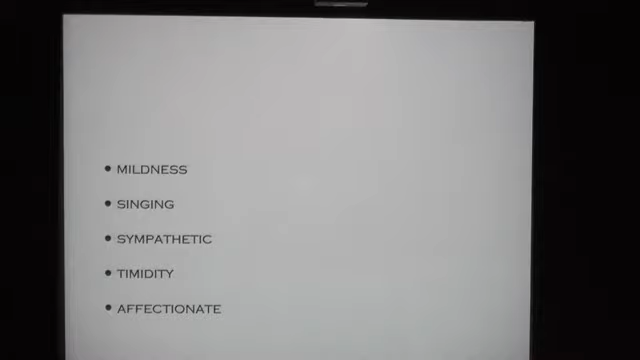 • MILDNESS
• SINGING
• SYMPATHETIC
• TIMIDITY
• AFFECTIONATE